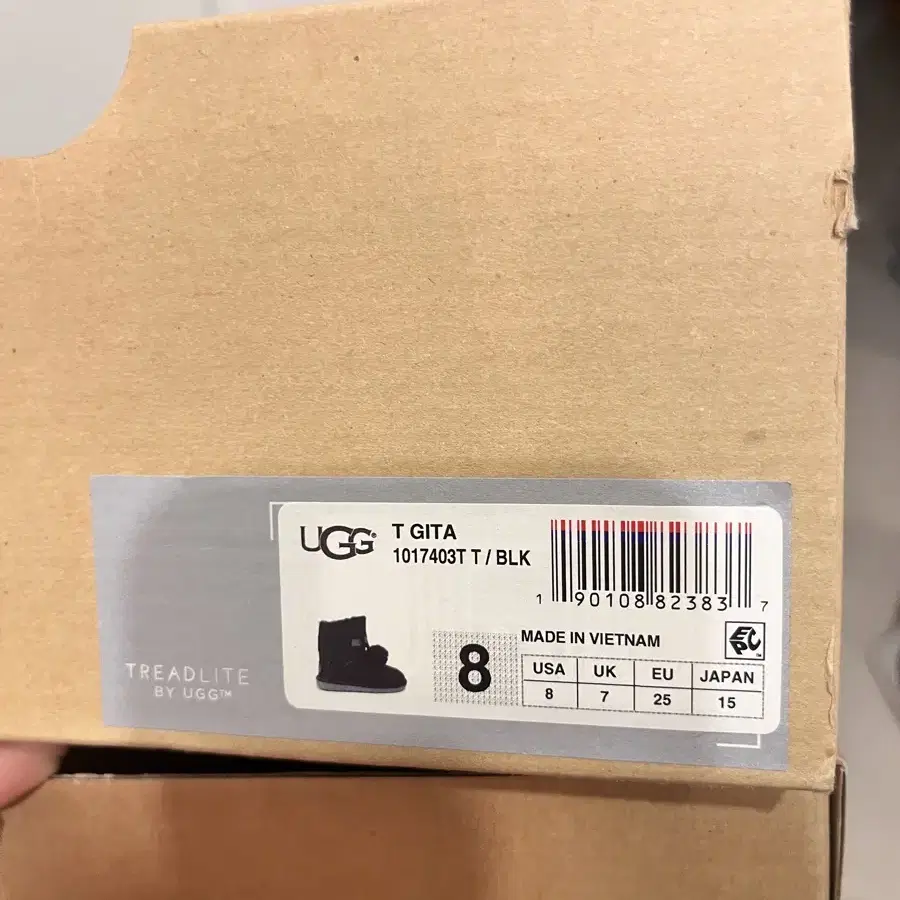 UGG®
T GITA
1017403T T / BLK
1 90108 82383 7
TREADLITE
BY UGG™
8
MADE IN VIETNAM
EPC™
USA UK EU JAPAN
8 7 25 15